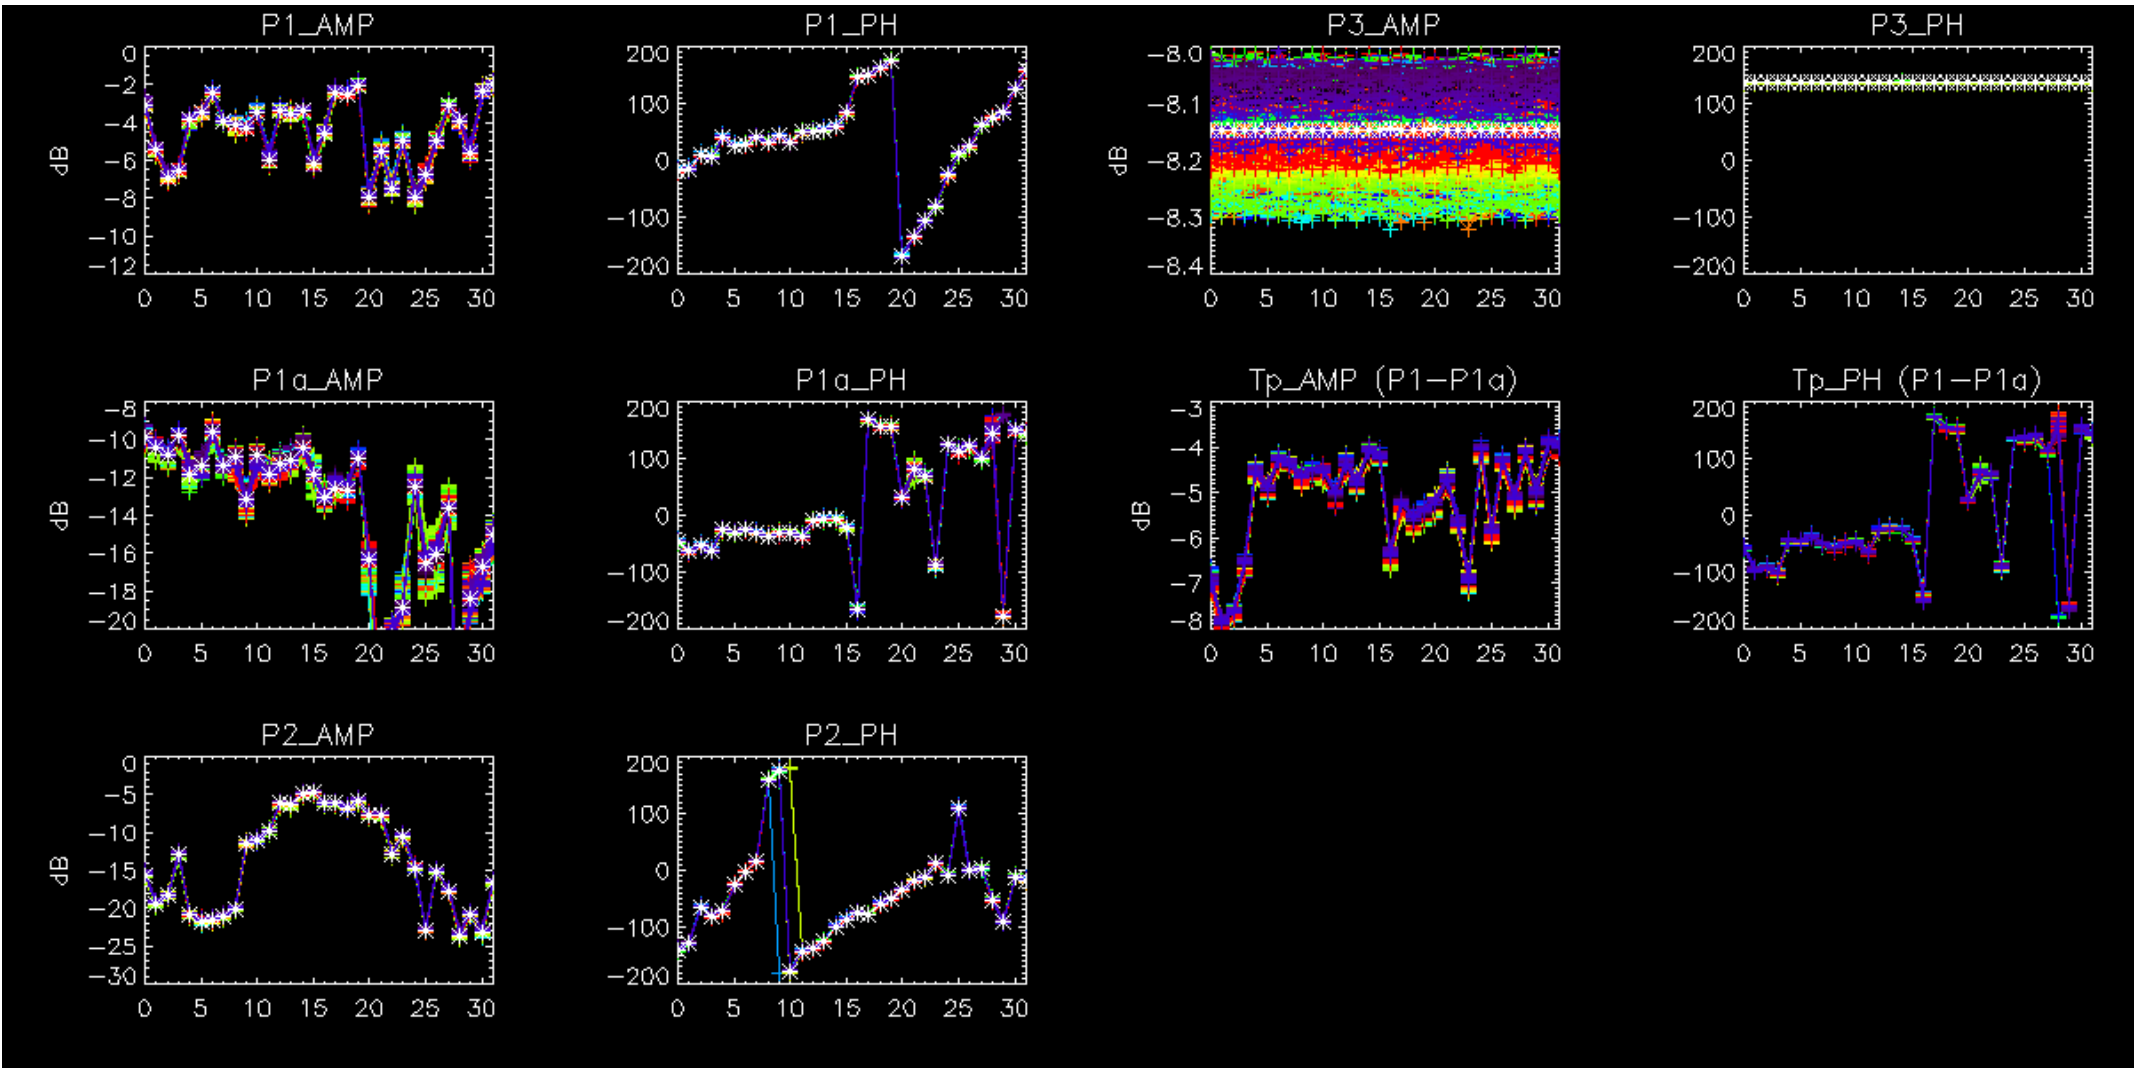 P1_AMP
P1_PH
P3_AMP
P3_PH
0
−2
−4
−6
−8
−10
−12
dB
0 5 10 15 20 25 30
200
100
0
−100
−200
0 5 10 15 20 25 30
−8.0
−8.1
−8.2
−8.3
−8.4
dB
0 5 10 15 20 25 30
200
100
0
−100
−200
0 5 10 15 20 25 30
P1a_AMP
P1a_PH
Tp_AMP (P1−P1a)
Tp_PH (P1−P1a)
−8
−10
−12
−14
−16
−18
−20
dB
0 5 10 15 20 25 30
200
100
0
−100
−200
0 5 10 15 20 25 30
−3
−4
−5
−6
−7
−8
dB
0 5 10 15 20 25 30
200
100
0
−100
−200
0 5 10 15 20 25 30
P2_AMP
P2_PH
0
−5
−10
−15
−20
−25
−30
dB
0 5 10 15 20 25 30
200
100
0
−100
−200
0 5 10 15 20 25 30